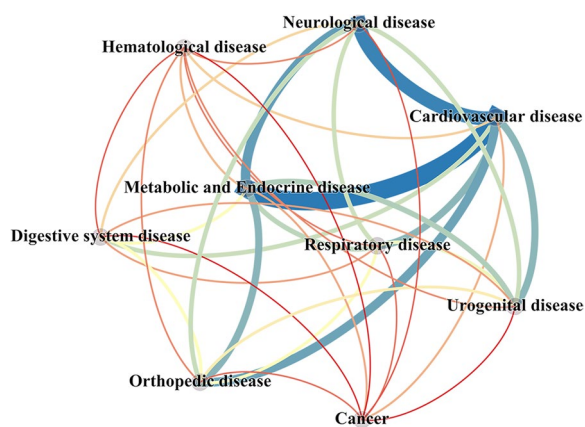 Neurological disease
Hematological disease
Cardiovascular disease
Metabolic and Endocrine disease
Digestive system disease
Respiratory disease
Urogenital disease
Orthopedic disease
Cancer